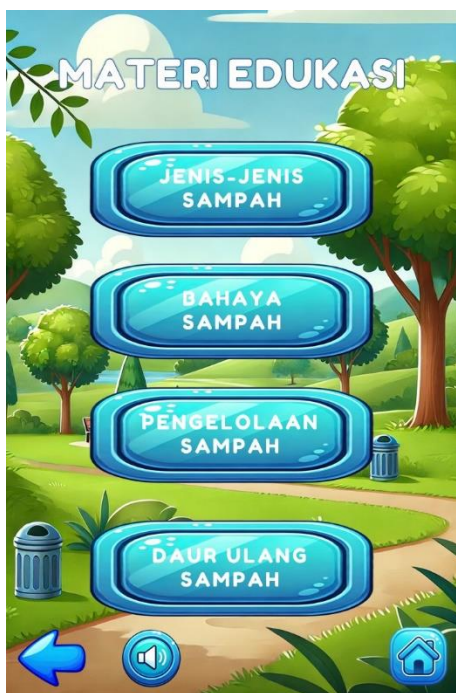 MATERI EDUKASI
JENIS-JENIS
SAMPAH
BAHAYA
SAMPAH
PENGELOLAAN
SAMPAH
DAUR ULANG
SAMPAH